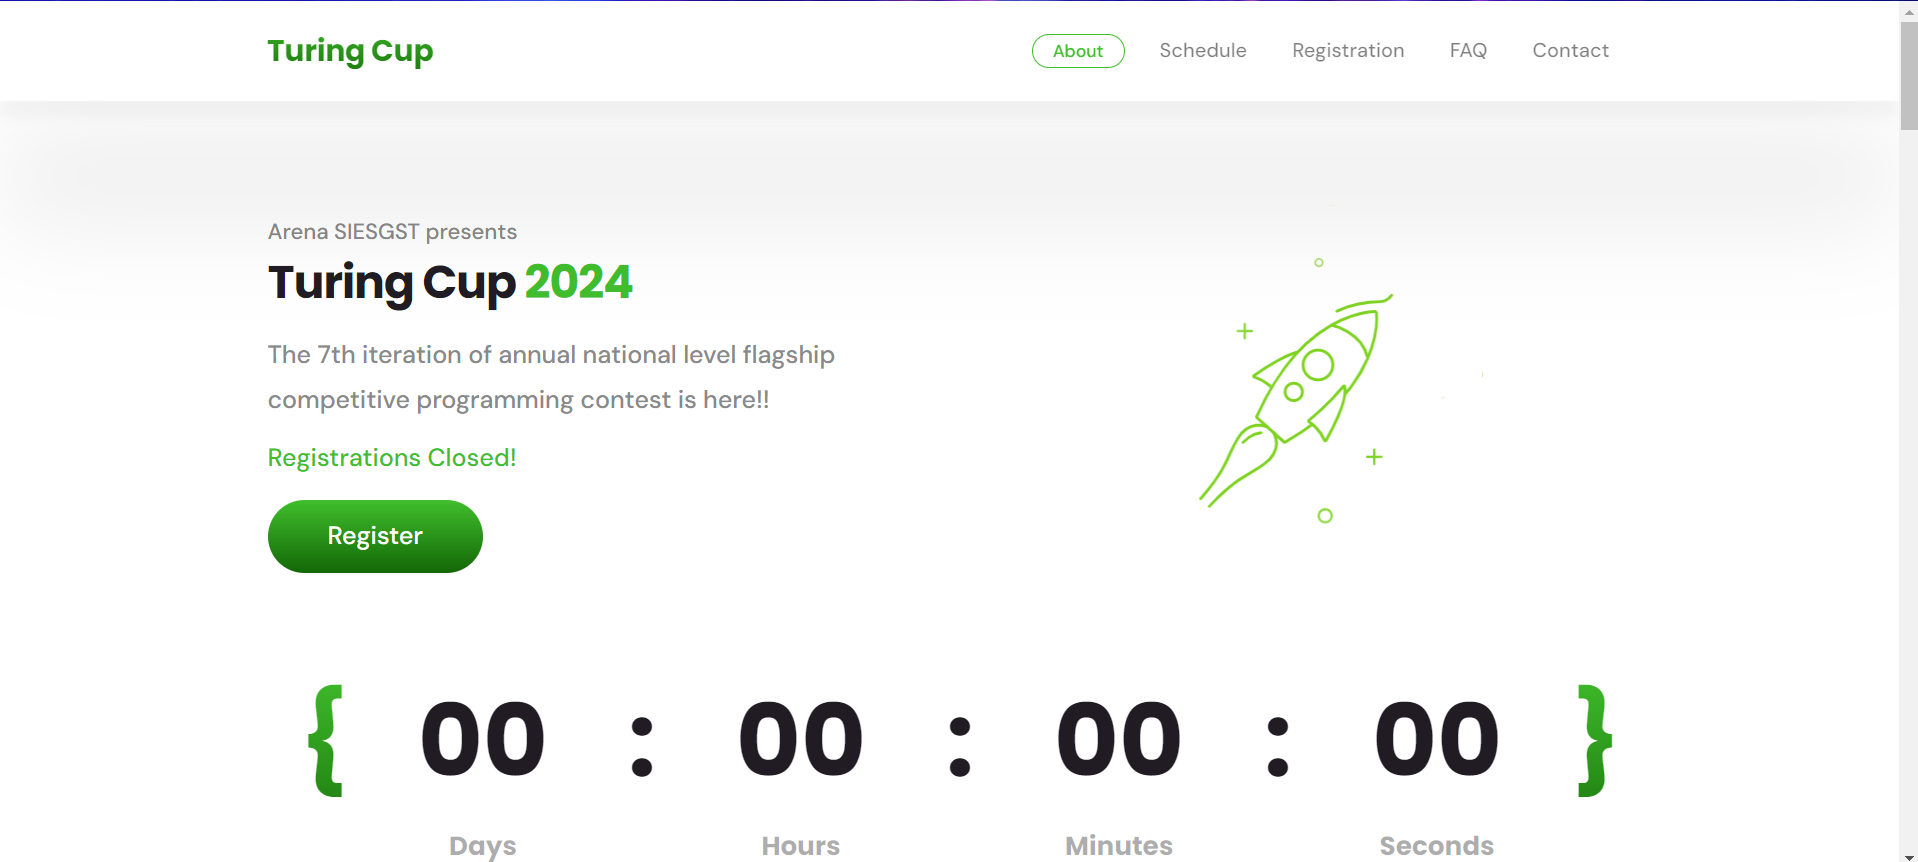 Turing Cup
About Schedule Registration FAQ Contact
Arena SIESGST presents
Turing Cup 2024
The 7th iteration of annual national level flagship
competitive programming contest is here!!
Registrations Closed!
Register
{ 00 : 00 : 00 : 00 }
Days Hours Minutes Seconds